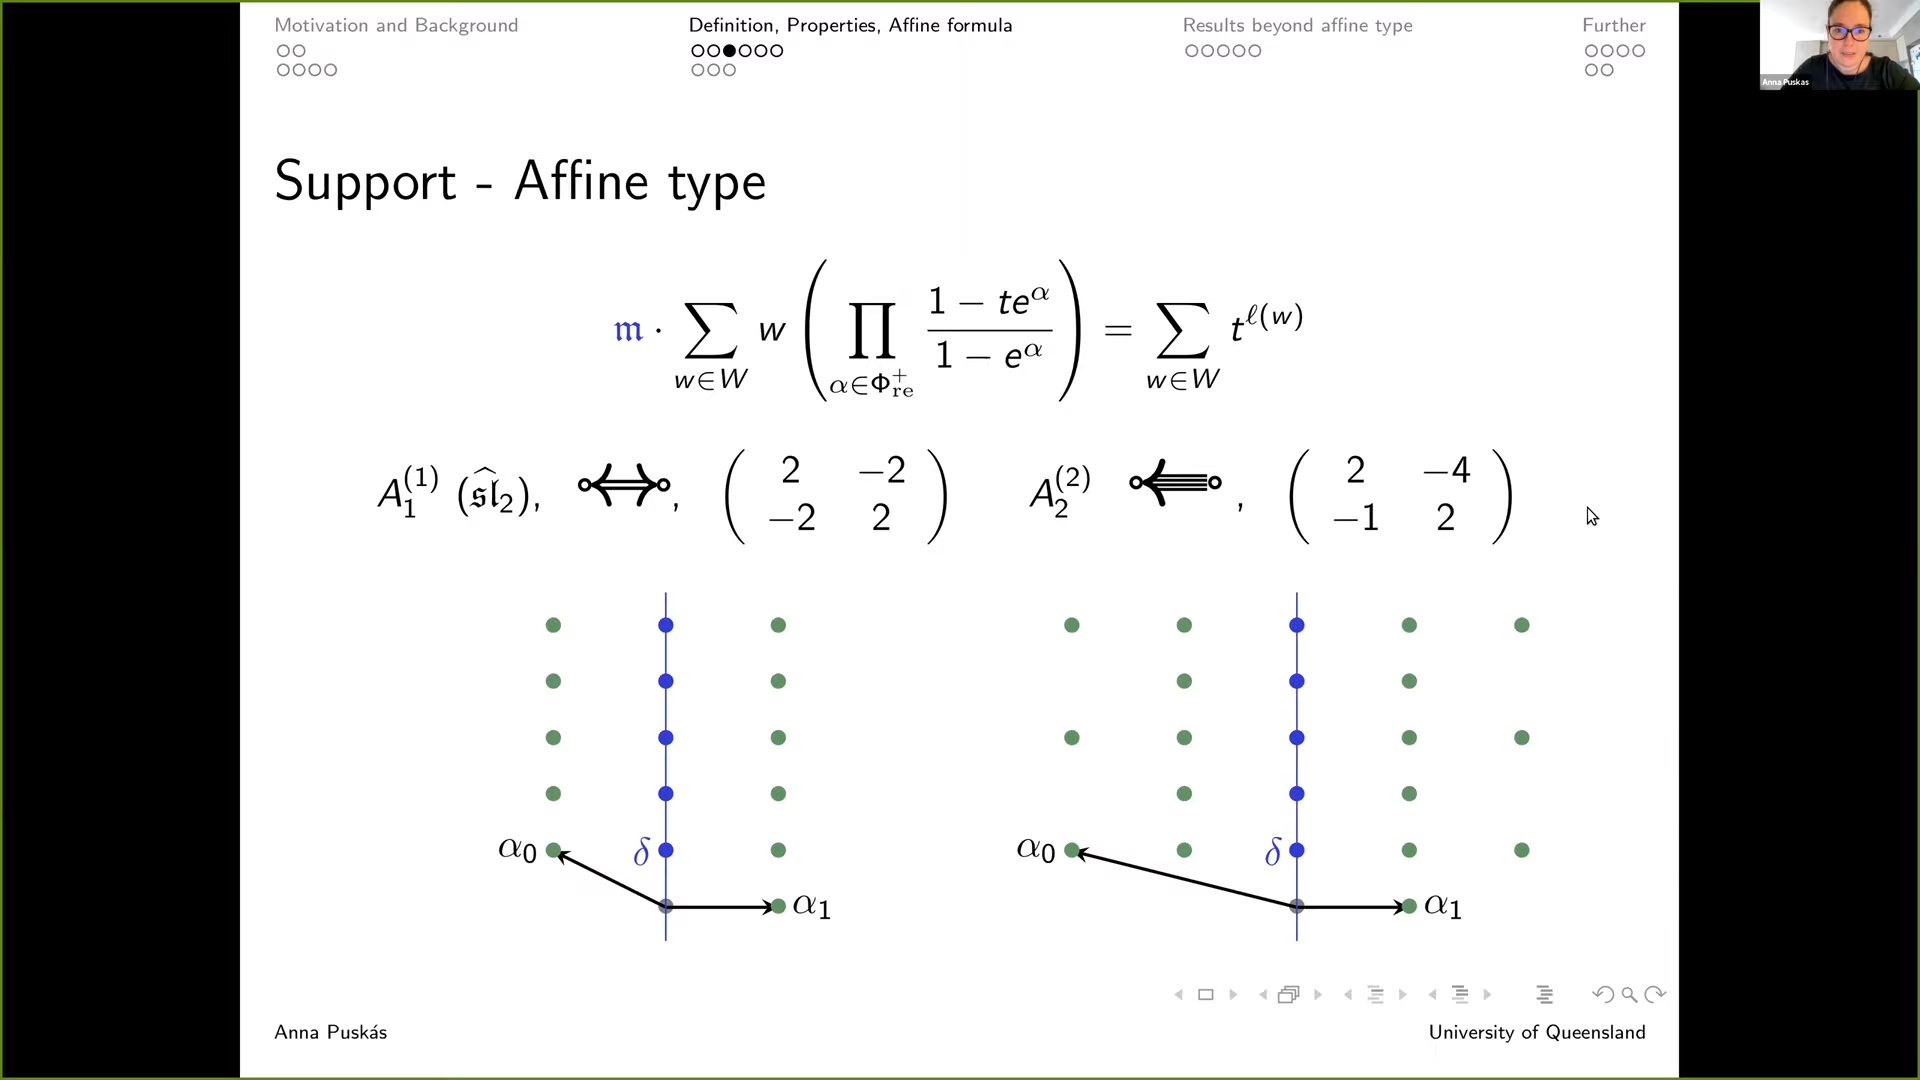 Motivation and Background
Definition, Properties, Affine formula
Results beyond affine type
Further
Anna Puskas
Support - Affine type
𝔪 · ∑_{w∈W} w ( ∏_{α∈Φ_re^+} (1 − te^α)/(1 − e^α) ) = ∑_{w∈W} t^{ℓ(w)}
A_1^{(1)} (\widehat{𝔰𝔩}_2), , ( 2 −2 ; −2 2 )
A_2^{(2)} , ( 2 −4 ; −1 2 )
α_0 δ α_1
α_0 δ α_1
Anna Puskás
University of Queensland